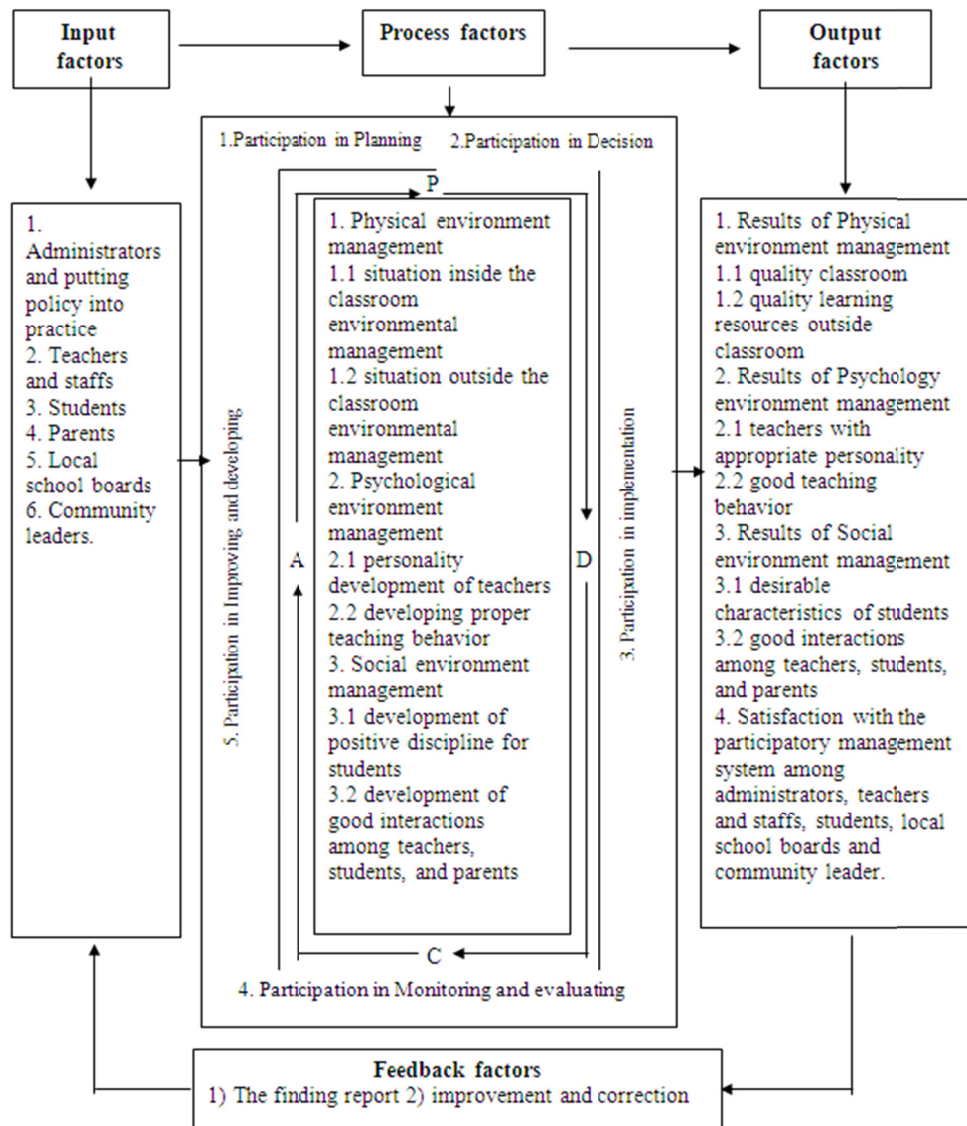 Input
factors
Process factors
Output
factors
1.Participation in Planning
2.Participation in Decision
1.
Administrators
and putting
policy into
practice
2. Teachers
and staffs
3. Students
4. Parents
5. Local
school boards
6. Community
leaders.
5. Participation in Improving and developing
P
A
D
C
1. Physical environment
management
1.1 situation inside the
classroom
environmental
management
1.2 situation outside the
classroom
environmental
management
2. Psychological
environment
management
2.1 personality
development of teachers
2.2 developing proper
teaching behavior
3. Social environment
management
3.1 development of
positive discipline for
students
3.2 development of
good interactions
among teachers,
students, and parents
3. Participation in implementation
4. Participation in Monitoring and evaluating
1. Results of Physical
environment management
1.1 quality classroom
1.2 quality learning
resources outside
classroom
2. Results of Psychology
environment management
2.1 teachers with
appropriate personality
2.2 good teaching
behavior
3. Results of Social
environment management
3.1 desirable
characteristics of students
3.2 good interactions
among teachers, students,
and parents
4. Satisfaction with the
participatory management
system among
administrators, teachers
and staffs, students, local
school boards and
community leader.
Feedback factors
1) The finding report 2) improvement and correction